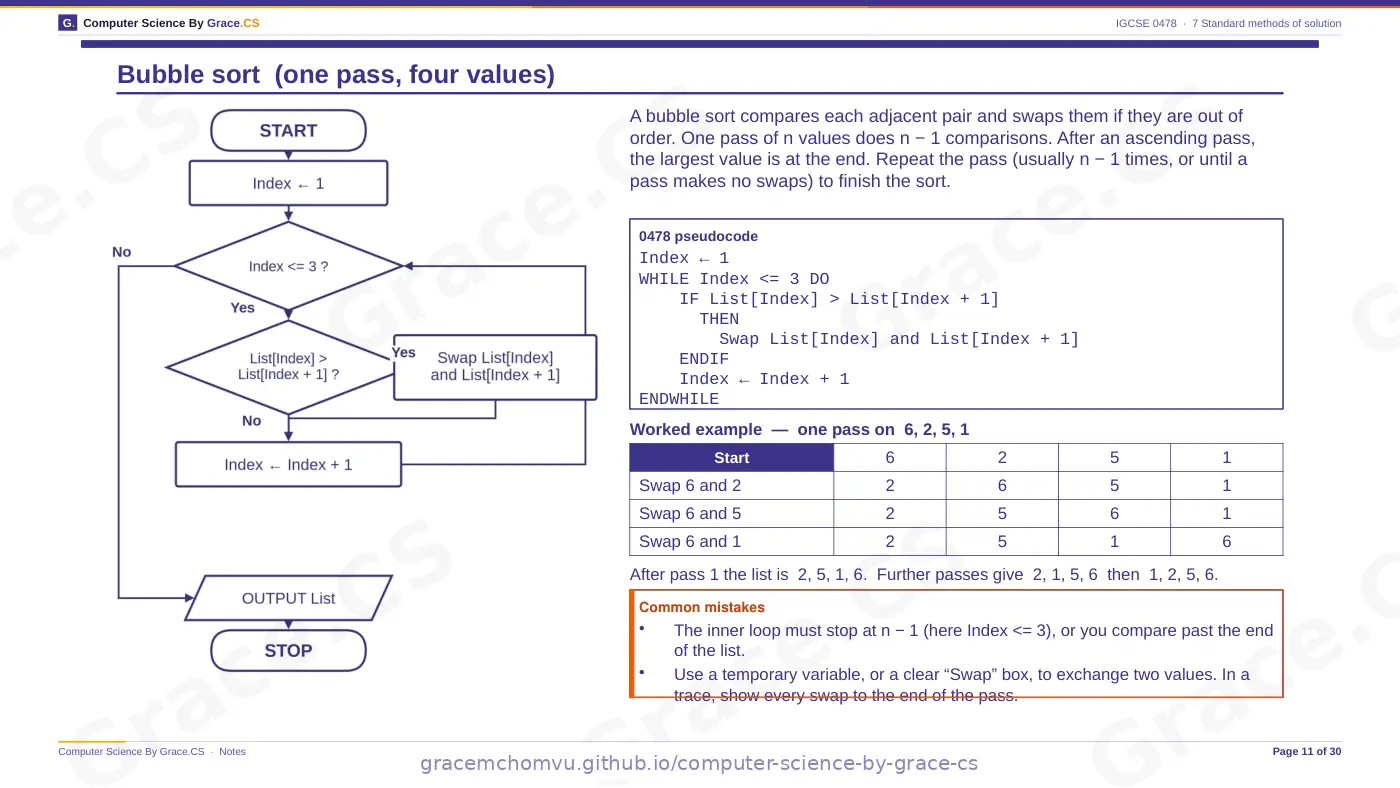 G. Computer Science By Grace.CS
IGCSE 0478 · 7 Standard methods of solution
Bubble sort (one pass, four values)
START
Index ← 1
No
Index <= 3 ?
Yes
List[Index] >
List[Index + 1] ?
Yes
Swap List[Index]
and List[Index + 1]
No
Index ← Index + 1
OUTPUT List
STOP
A bubble sort compares each adjacent pair and swaps them if they are out of
order. One pass of n values does n − 1 comparisons. After an ascending pass,
the largest value is at the end. Repeat the pass (usually n − 1 times, or until a
pass makes no swaps) to finish the sort.
0478 pseudocode
Index ← 1
WHILE Index <= 3 DO
    IF List[Index] > List[Index + 1]
      THEN
        Swap List[Index] and List[Index + 1]
    ENDIF
    Index ← Index + 1
ENDWHILE
Worked example — one pass on 6, 2, 5, 1
Start 6 2 5 1
Swap 6 and 2 2 6 5 1
Swap 6 and 5 2 5 6 1
Swap 6 and 1 2 5 1 6
After pass 1 the list is 2, 5, 1, 6. Further passes give 2, 1, 5, 6 then 1, 2, 5, 6.
Common mistakes
• The inner loop must stop at n − 1 (here Index <= 3), or you compare past the end
of the list.
• Use a temporary variable, or a clear “Swap” box, to exchange two values. In a
trace, show every swap to the end of the pass.
Computer Science By Grace.CS · Notes
gracemchomvu.github.io/computer-science-by-grace-cs
Page 11 of 30
Grace.CS
Grace.CS
Grace.CS
Grace.CS
Grace.CS
Grace.CS